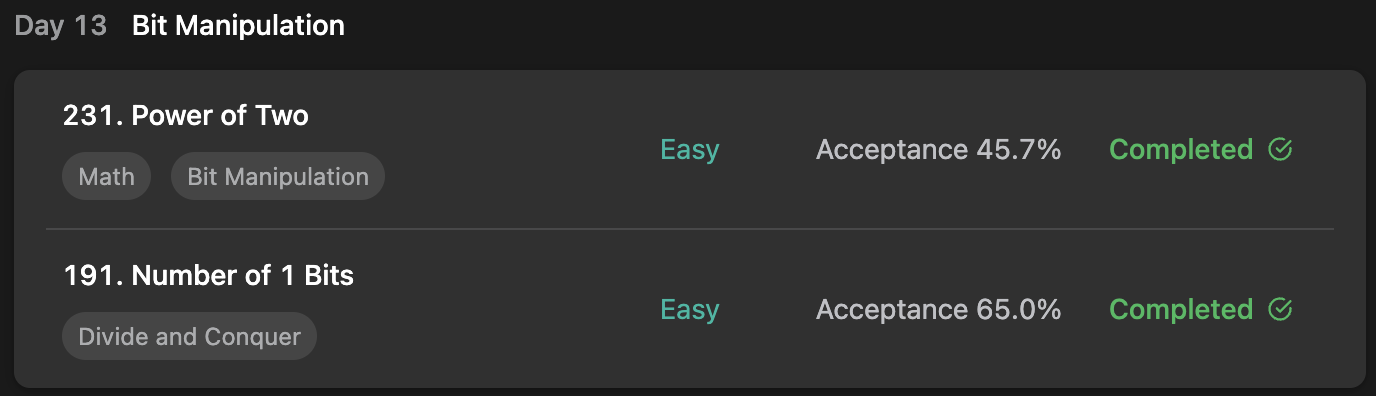 Day 13 Bit Manipulation
231. Power of Two
Math Bit Manipulation
Easy Acceptance 45.7% Completed
191. Number of 1 Bits
Divide and Conquer
Easy Acceptance 65.0% Completed